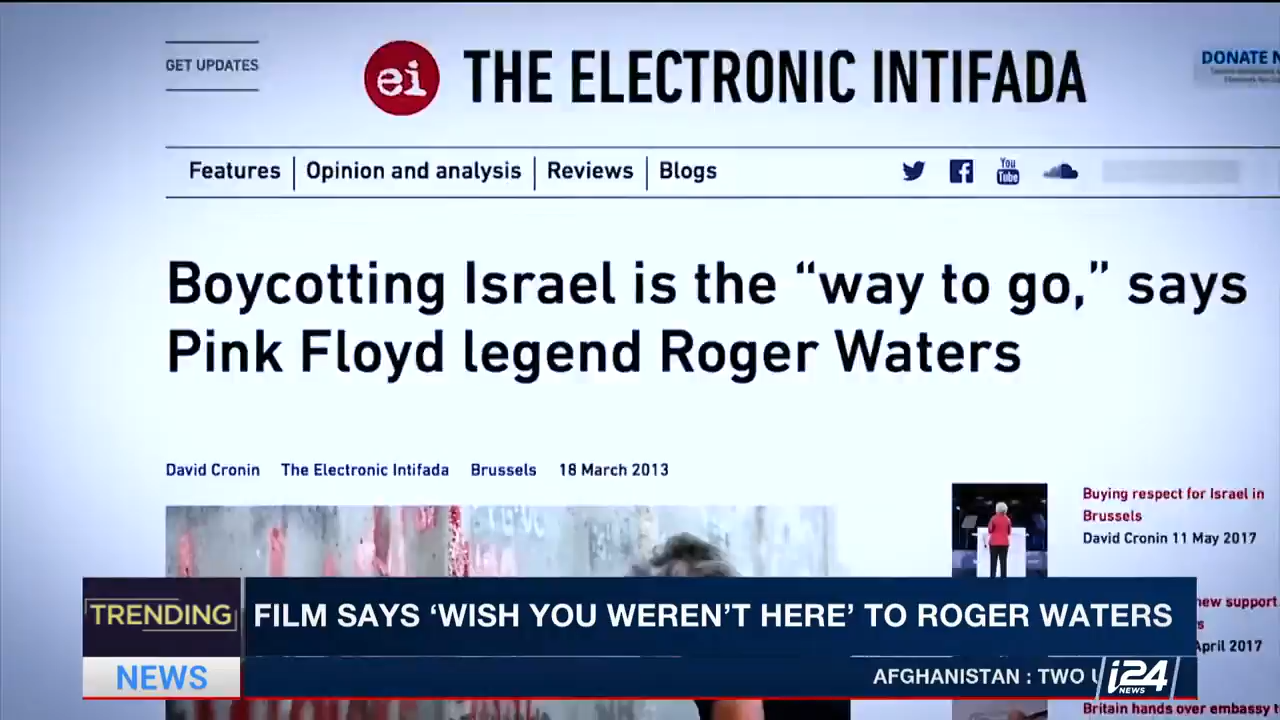 GET UPDATES
ei
THE ELECTRONIC INTIFADA
DONATE N
Features
Opinion and analysis
Reviews
Blogs
You
Tube
Boycotting Israel is the “way to go,” says
Pink Floyd legend Roger Waters
David Cronin The Electronic Intifada Brussels 18 March 2013
Buying respect for Israel in
Brussels
David Cronin 11 May 2017
new support
s
April 2017
Britain hands over embassy t
TRENDING
FILM SAYS ‘WISH YOU WEREN’T HERE’ TO ROGER WATERS
NEWS
AFGHANISTAN : TWO U
i24
NEWS